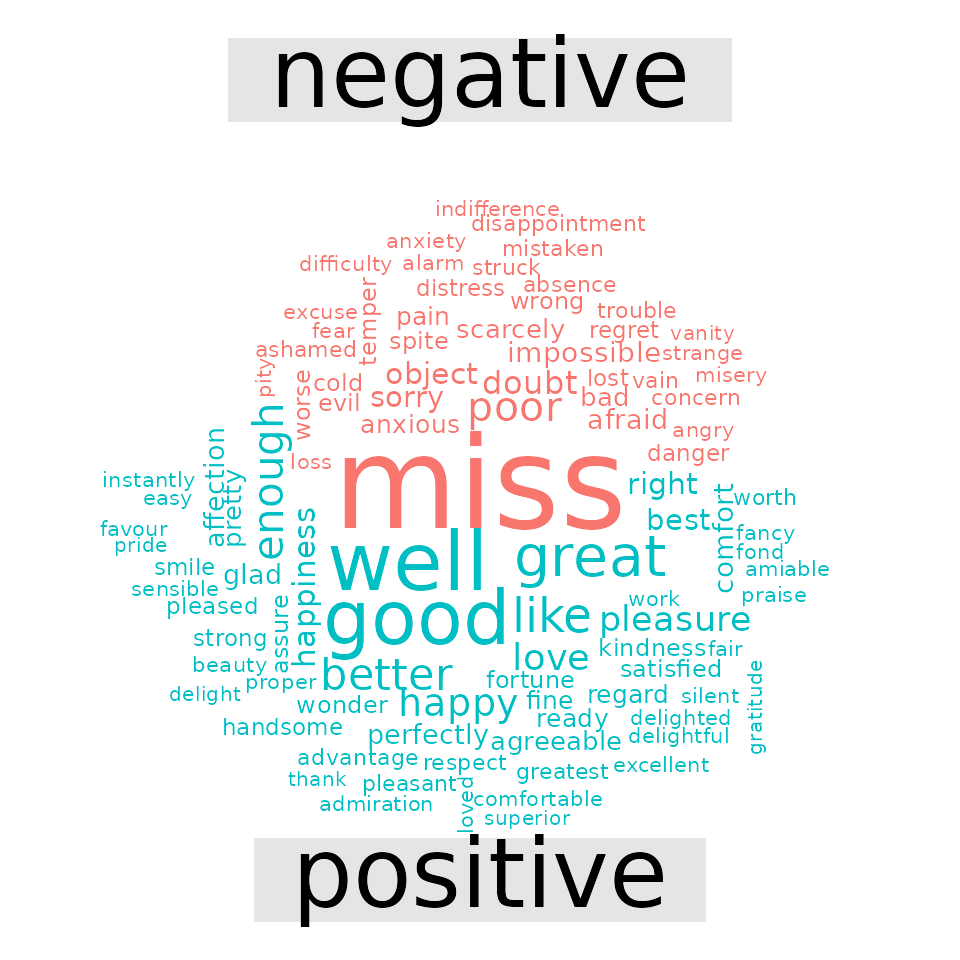 negative
indifference
disappointment
anxiety
mistaken
difficulty
alarm
struck
temper
distress
absence
wrong
excuse
pain
trouble
fear
spite
scarcely
regret
vanity
ashamed
impossible
strange
pity
worse
cold
object
doubt
lost
vain
misery
evil
sorry
poor
bad
concern
anxious
afraid
angry
loss
danger
miss
enough
affection
pretty
instantly
easy
right
comfort
worth
favour
pride
happiness
well
great
best
fancy
fond
amiable
smile
glad
sensible
pleased
assure
good
like
work
praise
pleasure
strong
love
kindness
fair
beauty
better
fortune
satisfied
proper
delight
wonder
happy
fine
regard
silent
gratitude
handsome
perfectly
ready
delighted
agreeable
delightful
advantage
respect
greatest
excellent
thank
pleasant
loved
admiration
comfortable
superior
positive